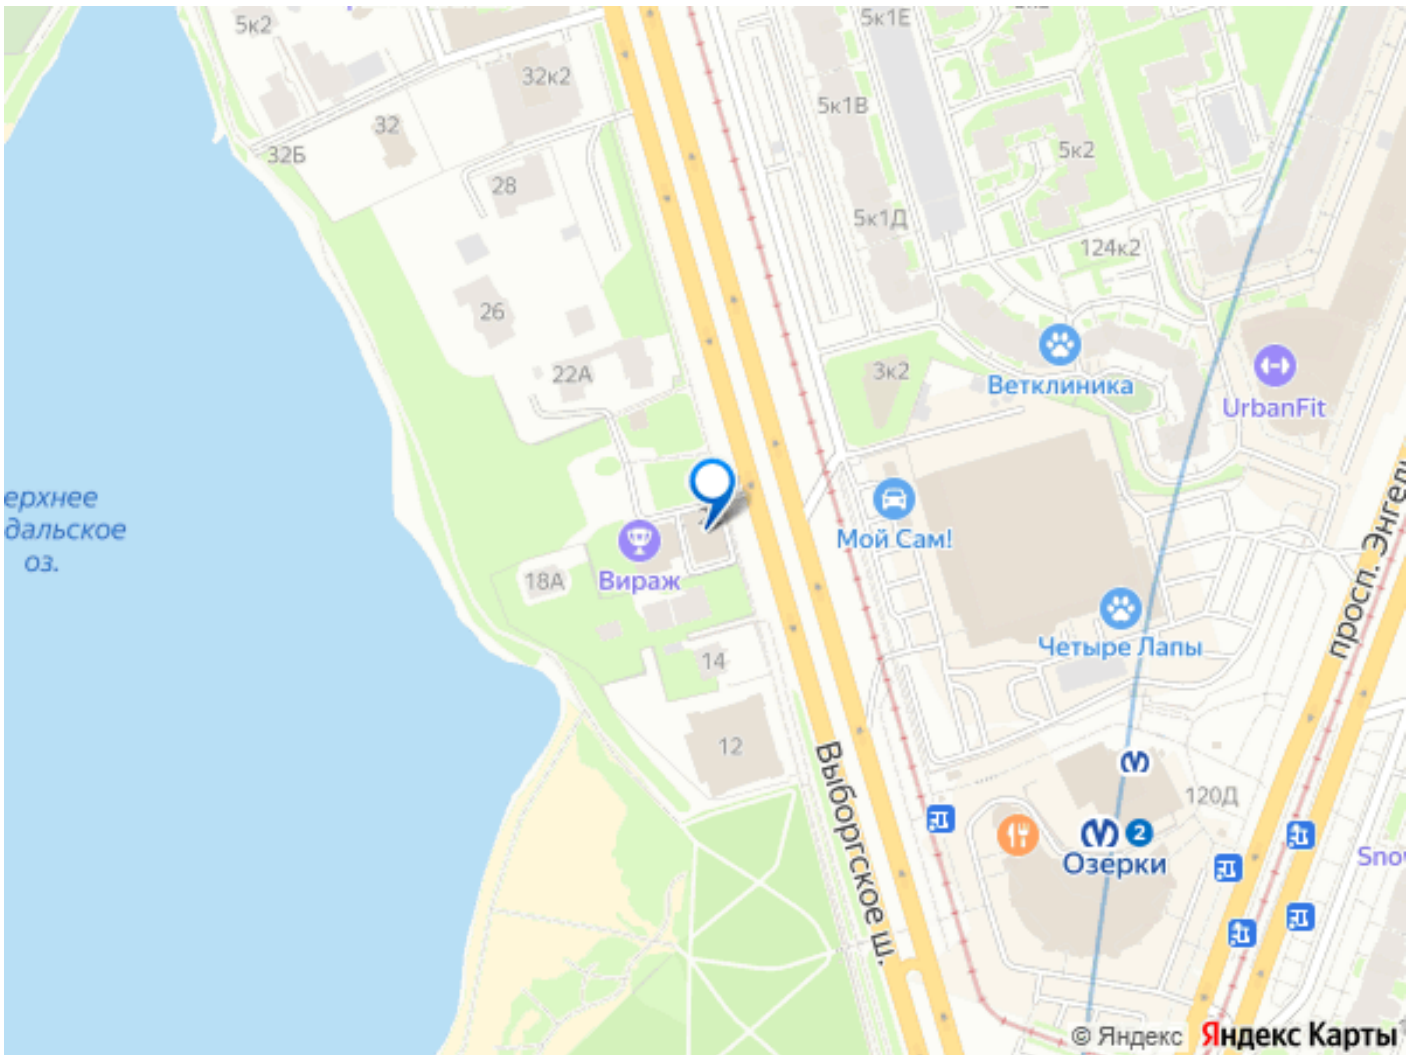 5к2
5к1Е
32к2
5к1В
32
32Б
5к2
28
5к1Д
124к2
26
22А
3к2
Ветклиника
UrbanFit
ерхнее
дальское
оз.
Мой Сам!
просп. Энгель
18А
Вираж
Четыре Лапы
14
12
Выборгское ш.
120Д
2
Озерки
Sno
© Яндекс Яндекс Карты